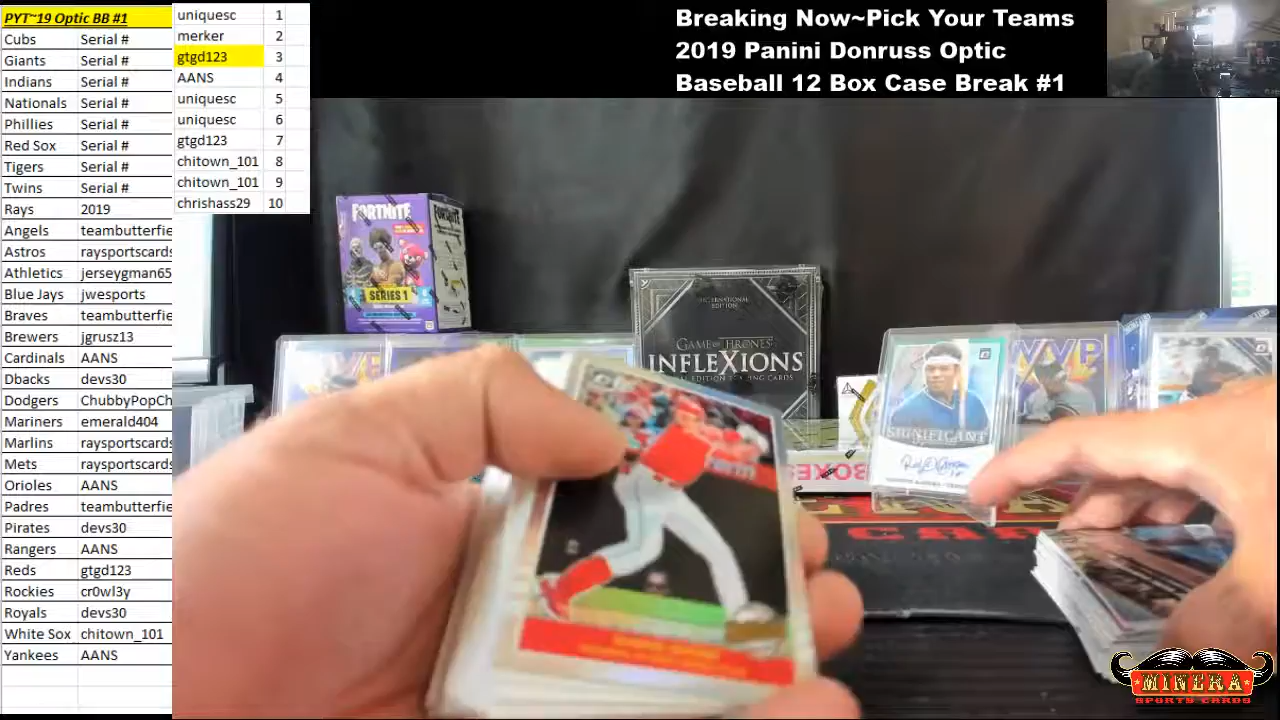 PYT~19 Optic BB #1
Cubs Serial #
Giants Serial #
Indians Serial #
Nationals Serial #
Phillies Serial #
Red Sox Serial #
Tigers Serial #
Twins Serial #
Rays 2019
Angels teambutterfie
Astros raysportscards
Athletics jerseygman65
Blue Jays jwesports
Braves teambutterfie
Brewers jgrusz13
Cardinals AANS
Dbacks devs30
Dodgers ChubbyPopCh
Mariners emerald404
Marlins raysportscards
Mets raysportscards
Orioles AANS
Padres teambutterfie
Pirates devs30
Rangers AANS
Reds gtgd123
Rockies cr0wl3y
Royals devs30
White Sox chitown_101
Yankees AANS
uniquesc 1
merker 2
gtgd123 3
AANS 4
uniquesc 5
uniquesc 6
gtgd123 7
chitown_101 8
chitown_101 9
chrishass29 10
Breaking Now~Pick Your Teams
2019 Panini Donruss Optic
Baseball 12 Box Case Break #1
FORTNITE
SERIES 1
INTERNATIONAL
EDITION
GAME OF THRONES
INFLEXIONS
MVP
SIGNIFICANT
MINERA
SPORTS CARDS